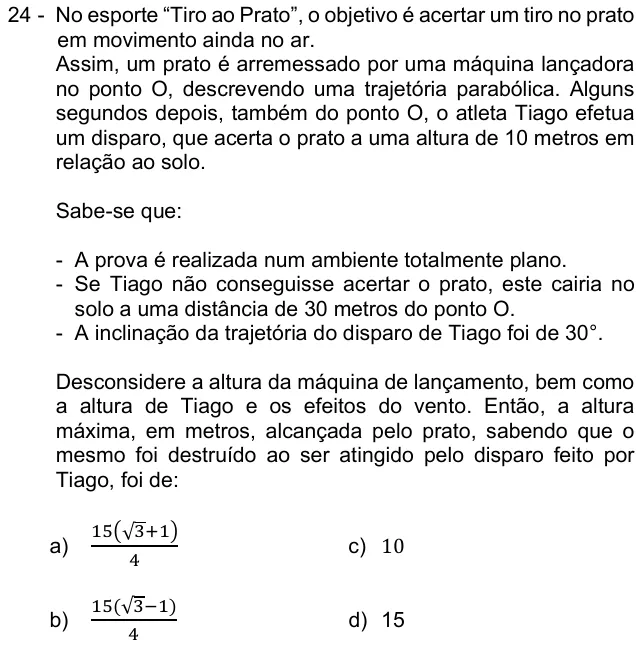 24 - No esporte “Tiro ao Prato”, o objetivo é acertar um tiro no prato
em movimento ainda no ar.
Assim, um prato é arremessado por uma máquina lançadora
no ponto O, descrevendo uma trajetória parabólica. Alguns
segundos depois, também do ponto O, o atleta Tiago efetua
um disparo, que acerta o prato a uma altura de 10 metros em
relação ao solo.
Sabe-se que:
- A prova é realizada num ambiente totalmente plano.
- Se Tiago não conseguisse acertar o prato, este cairia no
solo a uma distância de 30 metros do ponto O.
- A inclinação da trajetória do disparo de Tiago foi de 30°.
Desconsidere a altura da máquina de lançamento, bem como
a altura de Tiago e os efeitos do vento. Então, a altura
máxima, em metros, alcançada pelo prato, sabendo que o
mesmo foi destruído ao ser atingido pelo disparo feito por
Tiago, foi de:
a) 15(√3+1)/4
c) 10
b) 15(√3−1)/4
d) 15